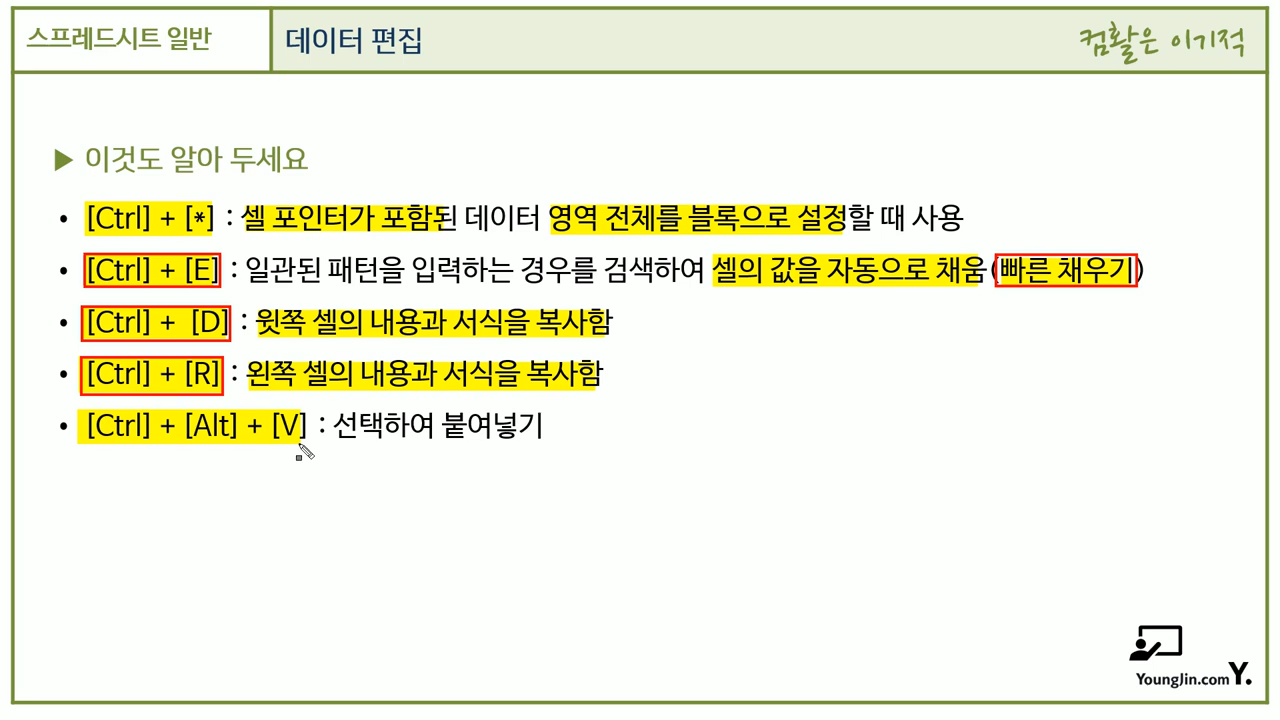 스프레드시트 일반
데이터 편집
컴활은 이기적
▶ 이것도 알아 두세요
• [Ctrl] + [*] : 셀 포인터가 포함된 데이터 영역 전체를 블록으로 설정할 때 사용
• [Ctrl] + [E] : 일관된 패턴을 입력하는 경우를 검색하여 셀의 값을 자동으로 채움(빠른 채우기)
• [Ctrl] + [D] : 윗쪽 셀의 내용과 서식을 복사함
• [Ctrl] + [R] : 왼쪽 셀의 내용과 서식을 복사함
• [Ctrl] + [Alt] + [V] : 선택하여 붙여넣기
YoungJin.com Y.